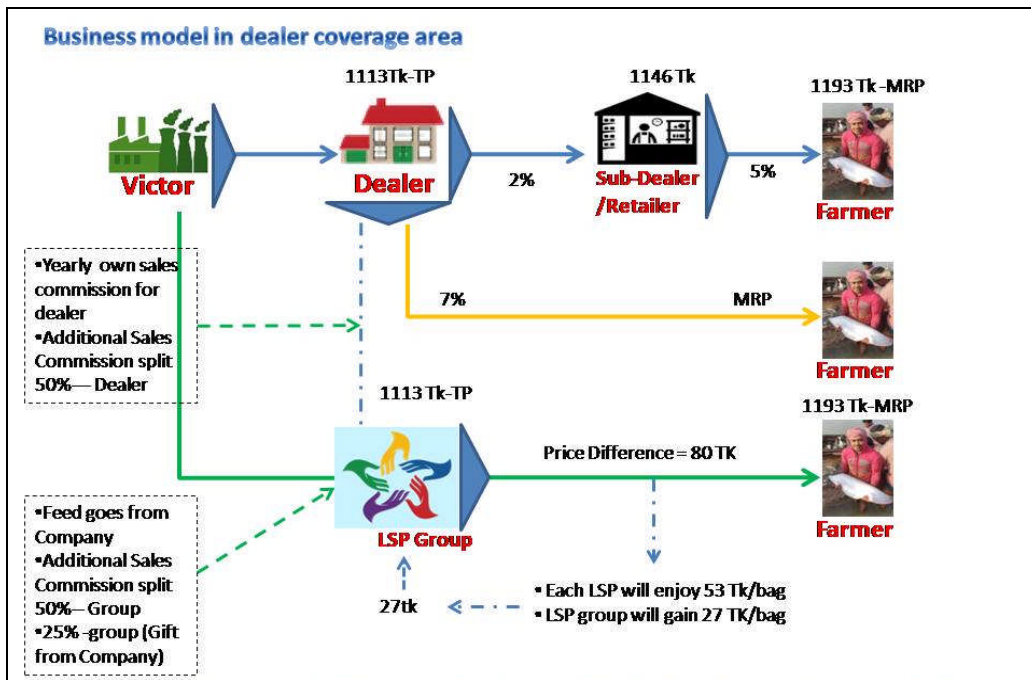 Business model in dealer coverage area
1113Tk-TP
1146 Tk
1193 Tk -MRP
Victor
Dealer
2%
Sub-Dealer
/Retailer
5%
Farmer
▪Yearly own sales
commission for
dealer
▪Additional Sales
Commission split
50%— Dealer
7%
MRP
Farmer
1113 Tk-TP
1193 Tk-MRP
Price Difference = 80 TK
LSP Group
Farmer
▪Feed goes from
Company
▪Additional Sales
Commission split
50%– Group
▪25% -group (Gift
from Company)
27tk
▪ Each LSP will enjoy 53 Tk/bag
▪ LSP group will gain 27 TK/bag